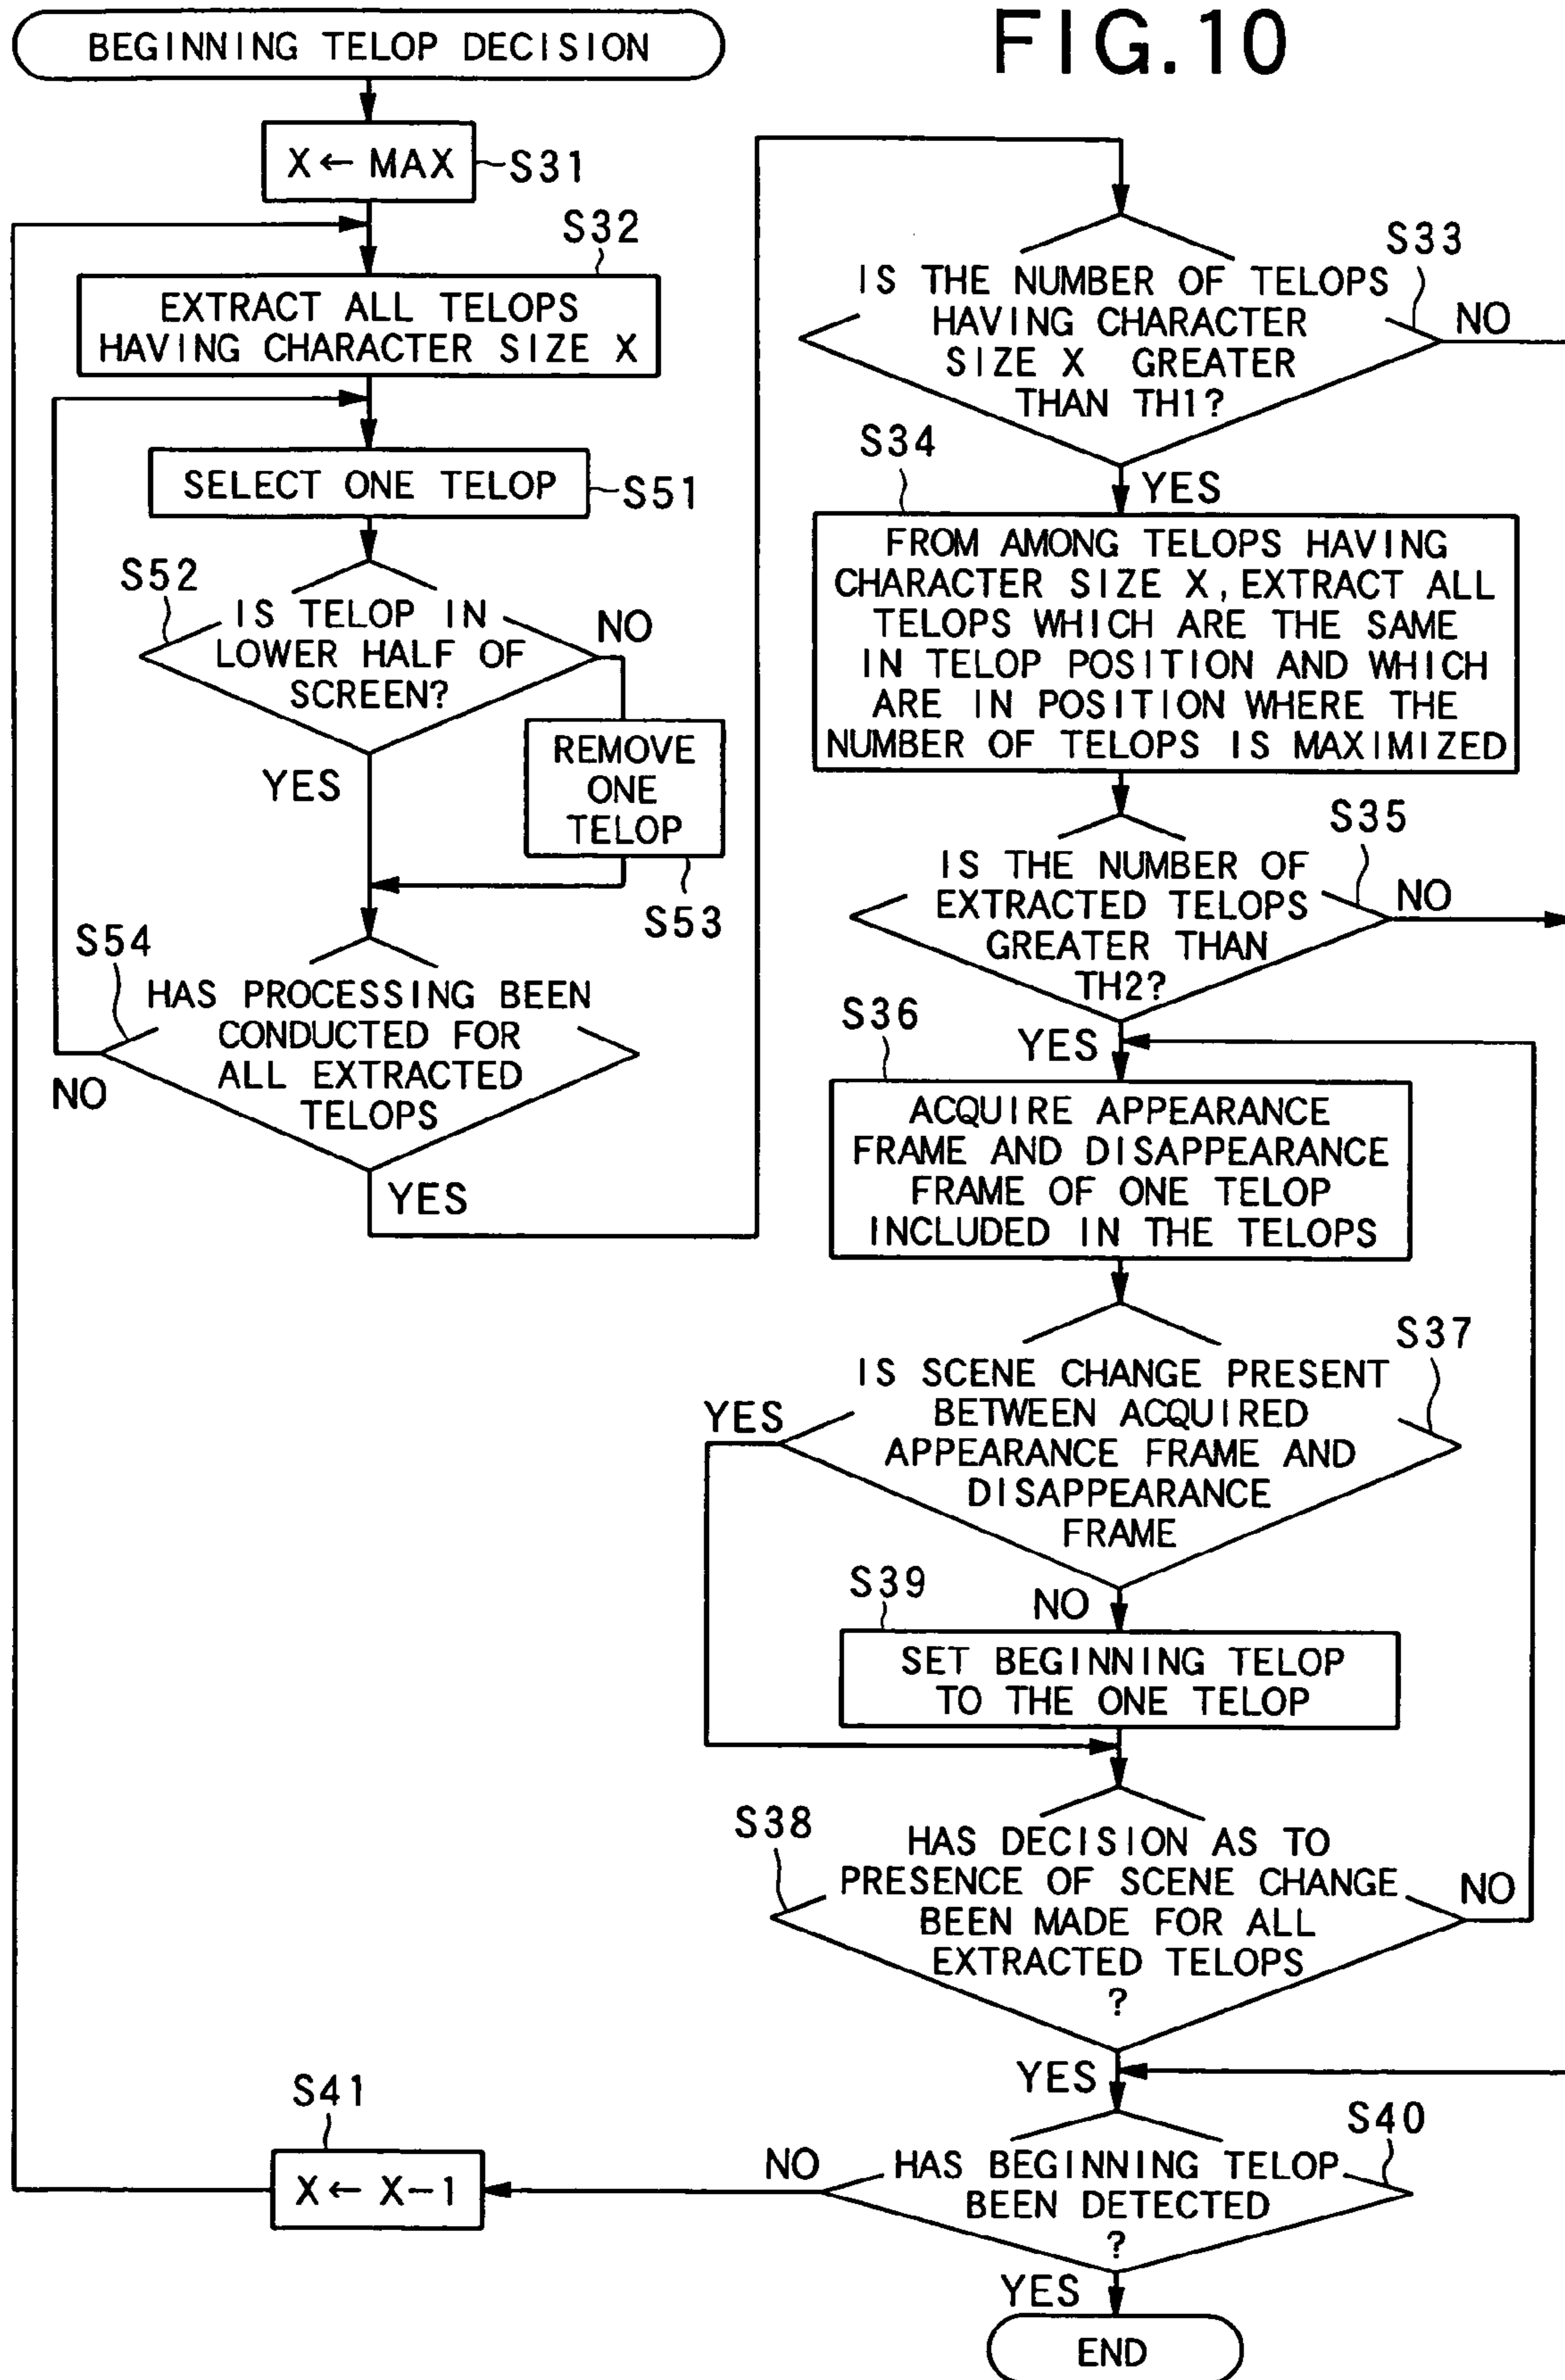 FIG.10
BEGINNING TELOP DECISION
X ← MAX
S31
S32
EXTRACT ALL TELOPS
HAVING CHARACTER SIZE X
SELECT ONE TELOP
S51
S52
IS TELOP IN
LOWER HALF OF
SCREEN?
NO
YES
REMOVE
ONE
TELOP
S53
S54
HAS PROCESSING BEEN
CONDUCTED FOR
ALL EXTRACTED
TELOPS
NO
YES
S33
IS THE NUMBER OF TELOPS
HAVING CHARACTER
SIZE X GREATER
THAN TH1?
NO
YES
S34
FROM AMONG TELOPS HAVING
CHARACTER SIZE X, EXTRACT ALL
TELOPS WHICH ARE THE SAME
IN TELOP POSITION AND WHICH
ARE IN POSITION WHERE THE
NUMBER OF TELOPS IS MAXIMIZED
S35
IS THE NUMBER OF
EXTRACTED TELOPS
GREATER THAN
TH2?
NO
YES
S36
ACQUIRE APPEARANCE
FRAME AND DISAPPEARANCE
FRAME OF ONE TELOP
INCLUDED IN THE TELOPS
S37
IS SCENE CHANGE PRESENT
BETWEEN ACQUIRED
APPEARANCE FRAME AND
DISAPPEARANCE
FRAME
YES
NO
S39
SET BEGINNING TELOP
TO THE ONE TELOP
S38
HAS DECISION AS TO
PRESENCE OF SCENE CHANGE
BEEN MADE FOR ALL
EXTRACTED TELOPS
?
NO
YES
S40
HAS BEGINNING TELOP
BEEN DETECTED
?
NO
S41
X ← X-1
YES
END